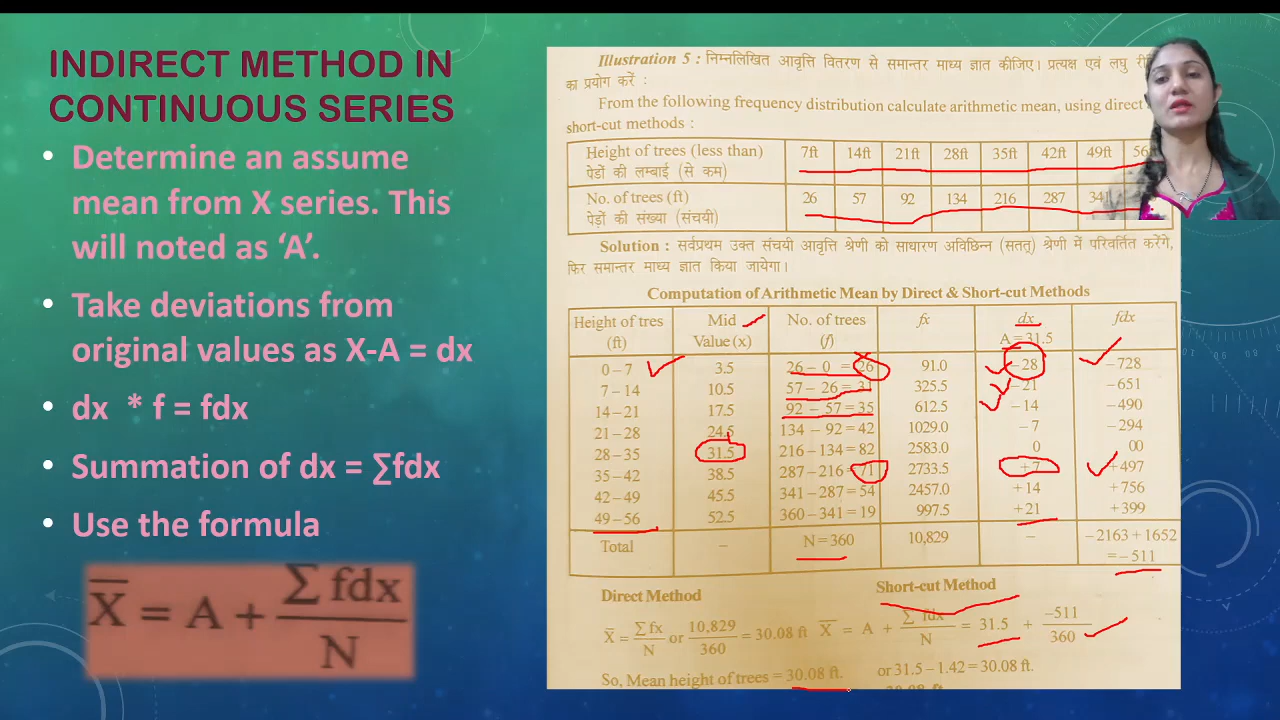 INDIRECT METHOD IN
CONTINUOUS SERIES
• Determine an assume
mean from X series. This
will noted as ‘A’.
• Take deviations from
original values as X-A = dx
• dx * f = fdx
• Summation of dx = ∑fdx
• Use the formula
X̅ = A + ∑ fdx / N
Illustration 5 : निम्नलिखित आवृत्ति वितरण से समान्तर माध्य ज्ञात कीजिए। प्रत्यक्ष एवं लघु
का प्रयोग करें :
From the following frequency distribution calculate arithmetic mean, using direct
short-cut methods :
Height of trees (less than) 7ft 14ft 21ft 28ft 35ft 42ft 49ft 56
पेड़ों की लम्बाई (से कम)
No. of trees (ft) 26 57 92 134 216 287 341
पेड़ों की संख्या (संचयी)
Solution : सर्वप्रथम उक्त संचयी आवृत्ति श्रेणी को साधारण अविछिन्न (सतत्) श्रेणी में परिवर्तित करेंगे,
फिर समान्तर माध्य ज्ञात किया जायेगा।
Computation of Arithmetic Mean by Direct & Short-cut Methods
Height of tres Mid No. of trees fx dx fdx
(ft) Value (x) (f) A = 31.5
0 – 7 3.5 26 – 0 = 26 91.0 – 28 – 728
7 – 14 10.5 57 – 26 = 31 325.5 – 21 – 651
14 – 21 17.5 92 – 57 = 35 612.5 – 14 – 490
21 – 28 24.5 134 – 92 = 42 1029.0 – 7 – 294
28 – 35 31.5 216 – 134 = 82 2583.0 0 00
35 – 42 38.5 287 – 216 = 71 2733.5 + 7 + 497
42 – 49 45.5 341 – 287 = 54 2457.0 + 14 + 756
49 – 56 52.5 360 – 341 = 19 997.5 + 21 + 399
Total – N = 360 10,829 – – 2163 + 1652
= – 511
Direct Method Short-cut Method
X̅ = ∑ fx / N or 10,829 / 360 = 30.08 ft X̅ = A + ∑ fdx / N = 31.5 + –511 / 360
So, Mean height of trees = 30.08 ft. or 31.5 – 1.42 = 30.08 ft.